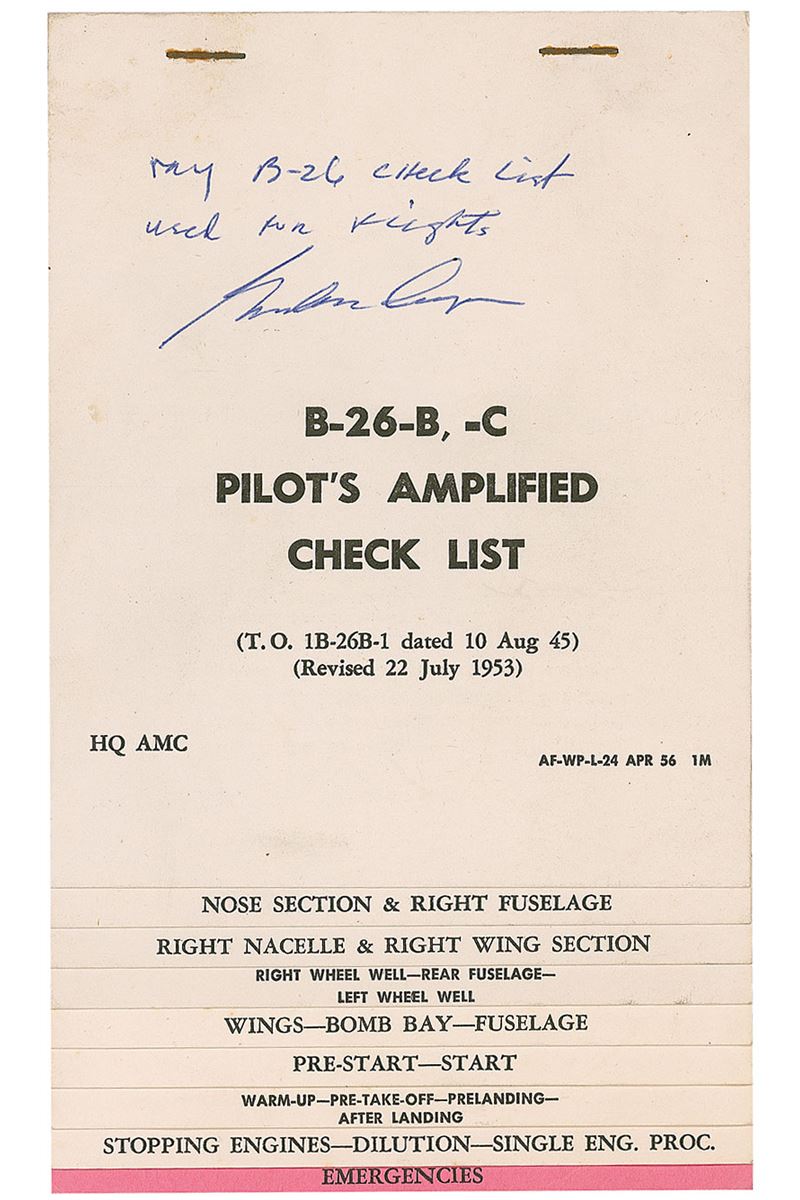 my B-26 Check List
used for Flights
B-26-B, -C
PILOT'S AMPLIFIED
CHECK LIST
(T. O. 1B-26B-1 dated 10 Aug 45)
(Revised 22 July 1953)
HQ AMC
AF-WP-L-24 APR 56 1M
NOSE SECTION & RIGHT FUSELAGE
RIGHT NACELLE & RIGHT WING SECTION
RIGHT WHEEL WELL—REAR FUSELAGE—
LEFT WHEEL WELL
WINGS—BOMB BAY—FUSELAGE
PRE-START—START
WARM-UP—PRE-TAKE-OFF—PRELANDING—
AFTER LANDING
STOPPING ENGINES—DILUTION—SINGLE ENG. PROC.
EMERGENCIES